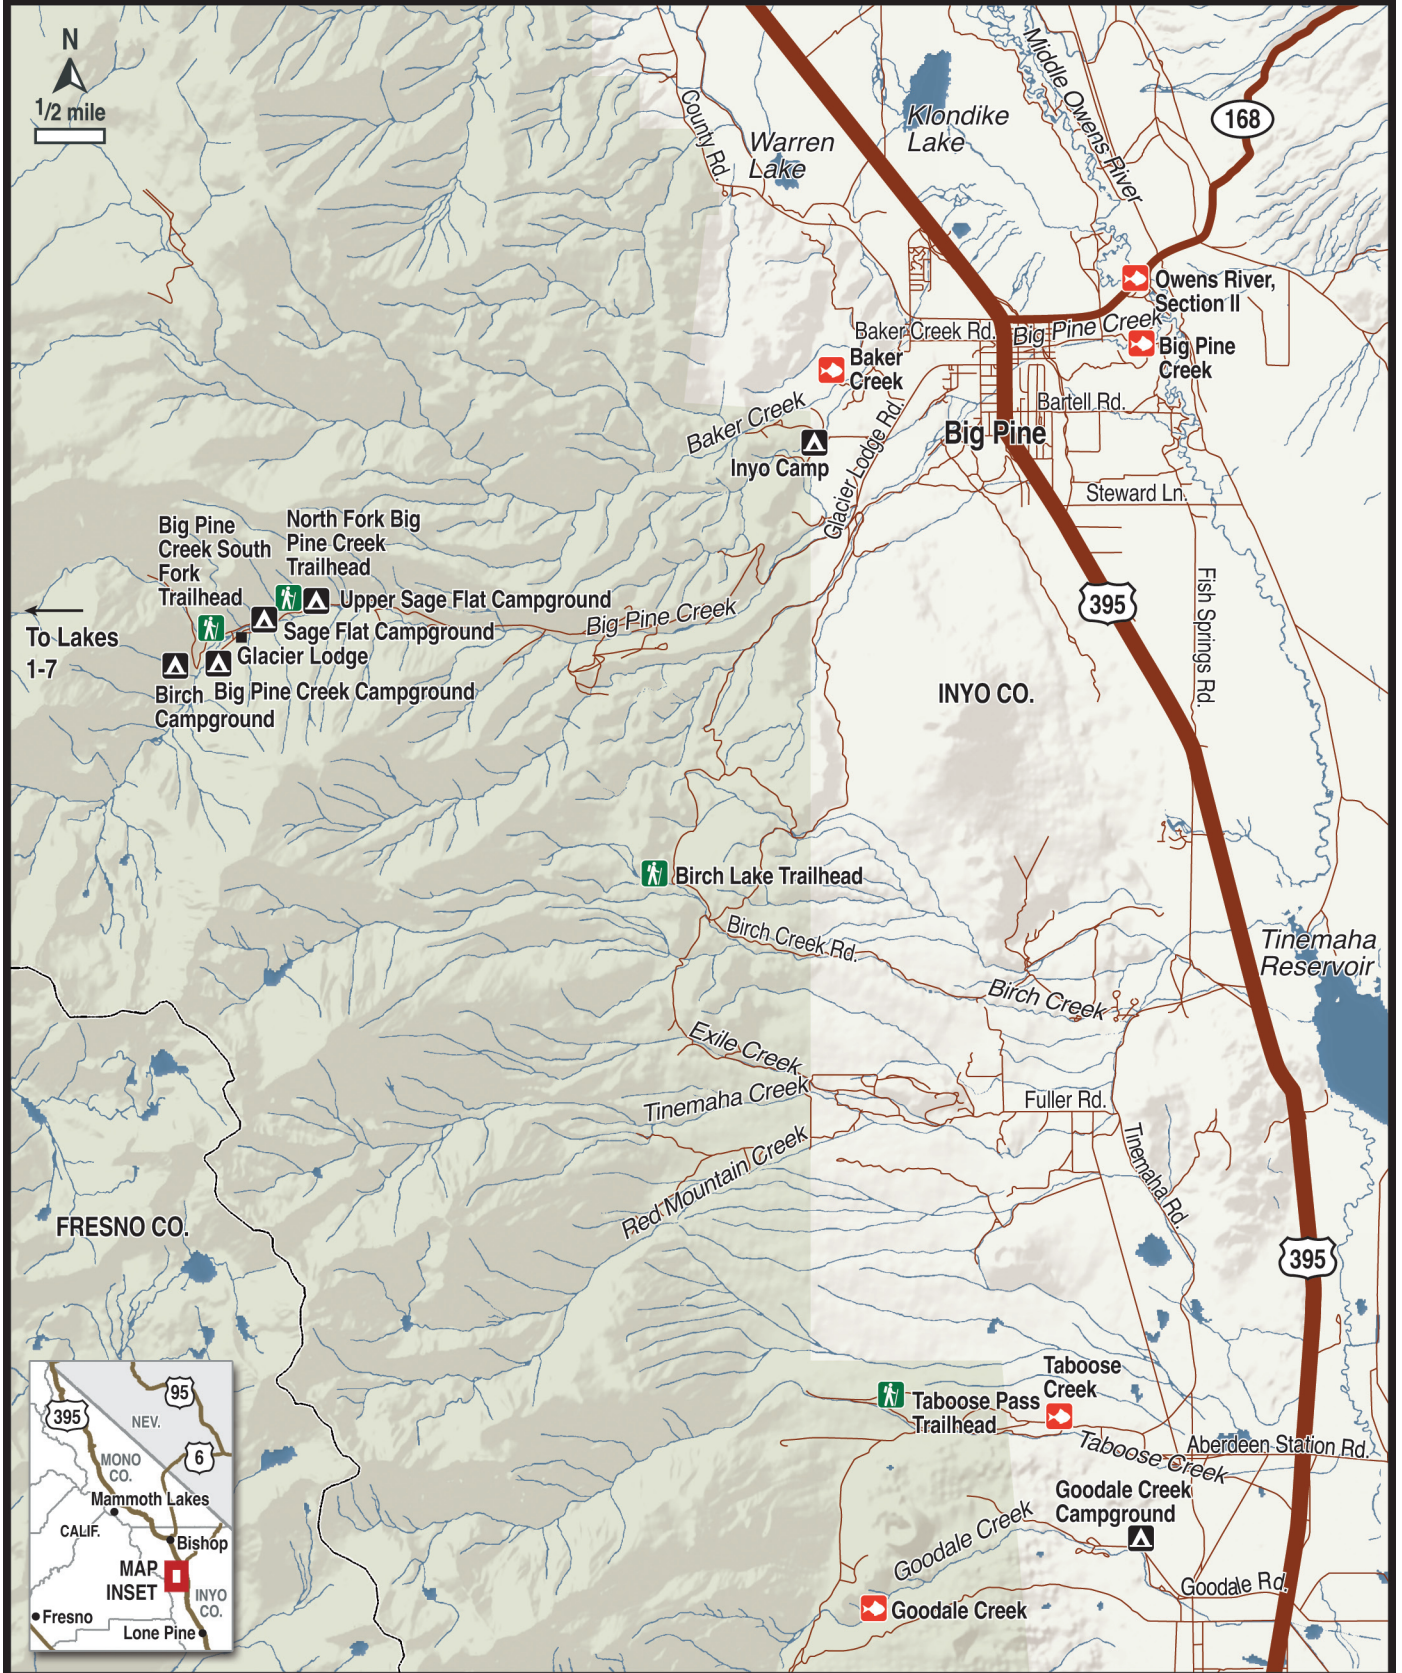 N
1/2 mile
County Rd.
Warren
Lake
Klondike
Lake
Middle Owens River
168
Owens River,
Section II
Baker Creek Rd.
Big Pine Creek
Big Pine
Creek
Baker
Creek
Baker Creek
Inyo Camp
Glacier Lodge Rd.
Bartell Rd.
Big Pine
Steward Ln.
Big Pine
Creek South
Fork
Trailhead
North Fork Big
Pine Creek
Trailhead
Upper Sage Flat Campground
Sage Flat Campground
Glacier Lodge
Big Pine Creek Campground
Birch
Campground
To Lakes
1-7
Big Pine Creek
395
Fish Springs Rd.
INYO CO.
Birch Lake Trailhead
Birch Creek Rd.
Birch Creek
Tinemaha
Reservoir
Exile Creek
Tinemaha Creek
Fuller Rd.
Red Mountain Creek
Tinemaha Rd.
FRESNO CO.
395
Taboose Pass
Trailhead
Taboose
Creek
Taboose Creek
Aberdeen Station Rd.
Goodale Creek
Campground
Goodale Creek
Goodale Rd.
Goodale Creek
95
395
NEV.
6
MONO
CO.
Mammoth Lakes
CALIF.
Bishop
MAP
INSET
INYO
CO.
Fresno
Lone Pine